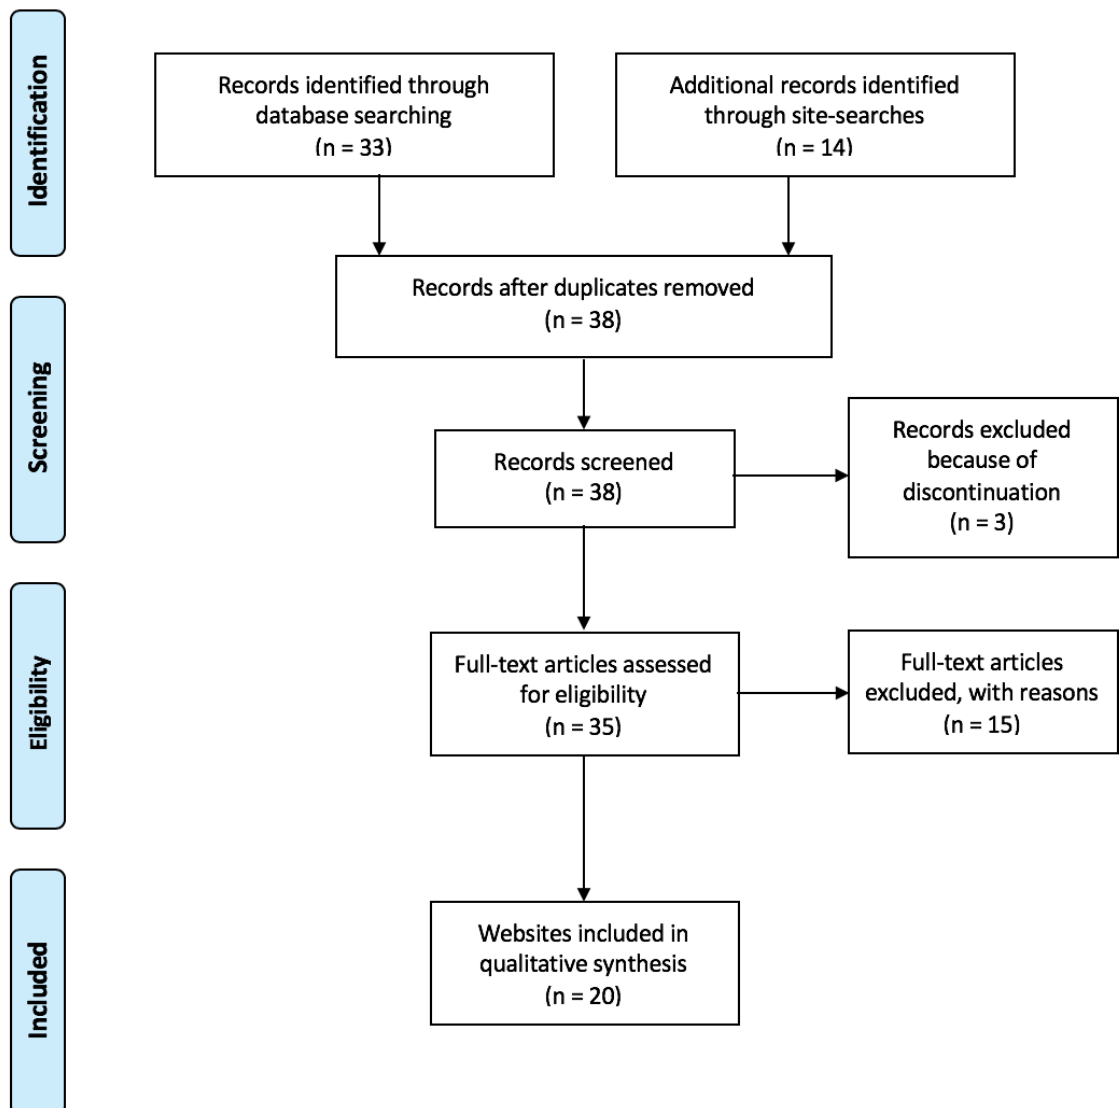 Identification
Records identified through
database searching
(n = 33)
Additional records identified
through site-searches
(n = 14)
Records after duplicates removed
(n = 38)
Screening
Records screened
(n = 38)
Records excluded
because of
discontinuation
(n = 3)
Eligibility
Full-text articles assessed
for eligibility
(n = 35)
Full-text articles
excluded, with reasons
(n = 15)
Included
Websites included in
qualitative synthesis
(n = 20)